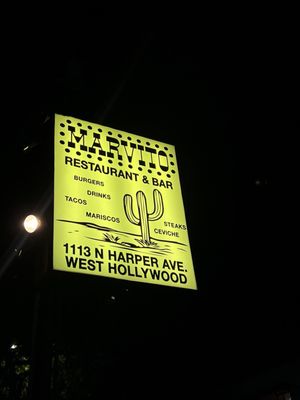 MARVITO
RESTAURANT & BAR
BURGERS
DRINKS
TACOS
MARISCOS
STEAKS
CEVICHE
1113 N HARPER AVE.
WEST HOLLYWOOD